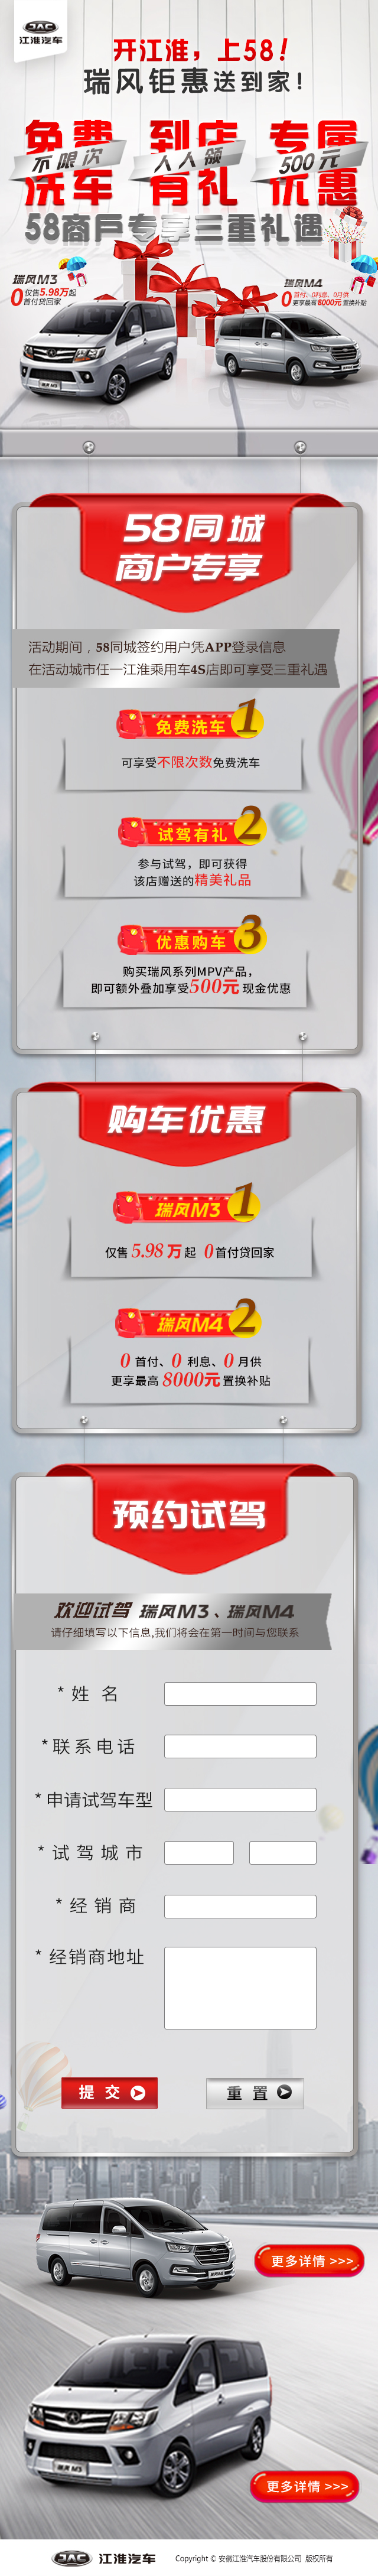 JAC
江淮汽车
开江淮，上58！
瑞风钜惠送到家！
免费 到店 专属
不限次 人人领 500元
洗车 有礼 优惠
58商戶专享三重礼遇
瑞风M3
仅售5.98万起
0首付贷回家
瑞风M4
0首付、0利息、0月供
更享最高8000元置换补贴
58同城
商户专享
活动期间，58同城签约用户凭APP登录信息
在活动城市任一江淮乘用车4S店即可享受三重礼遇
免费洗车 1
可享受不限次数免费洗车
试驾有礼 2
参与试驾，即可获得
该店赠送的精美礼品
优惠购车 3
购买瑞风系列MPV产品，
即可额外叠加享受500元 现金优惠
购车优惠
瑞风M3 1
仅售5.98万起 0首付贷回家
瑞风M4 2
0首付、0利息、0月供
更享最高8000元置换补贴
预约试驾
欢迎试驾 瑞风M3、瑞风M4
请仔细填写以下信息,我们将会在第一时间与您联系
* 姓 名
* 联系电话
* 申请试驾车型
* 试驾城市
* 经销商
* 经销商地址
提交
重置
更多详情 >>>
瑞风M3
更多详情 >>>
JAC 江淮汽车 Copyright © 安徽江淮汽车股份有限公司 版权所有